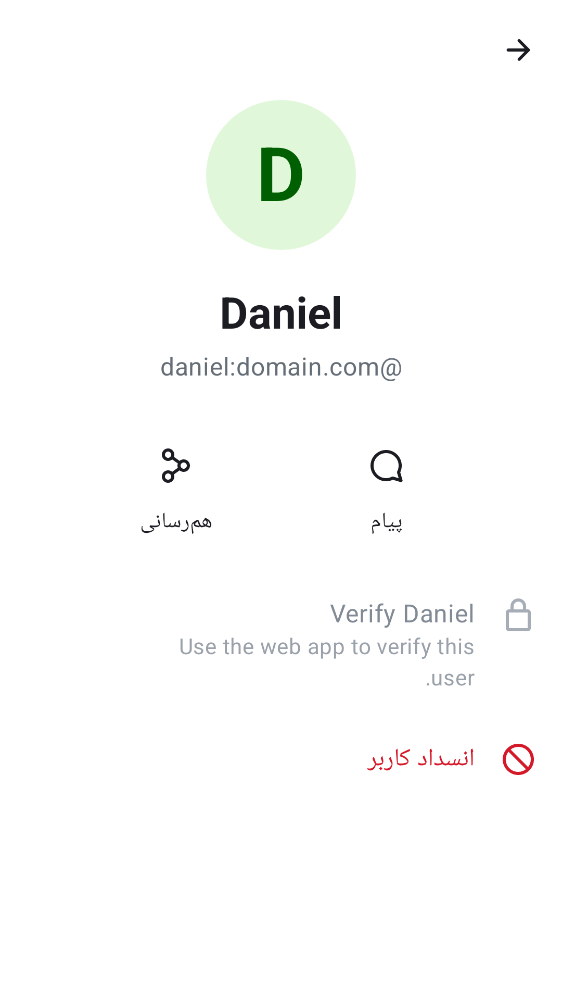 D
Daniel
daniel:domain.com@
پیام
هم‌رسانی
Verify Daniel
Use the web app to verify this
.user
انسداد کاربر